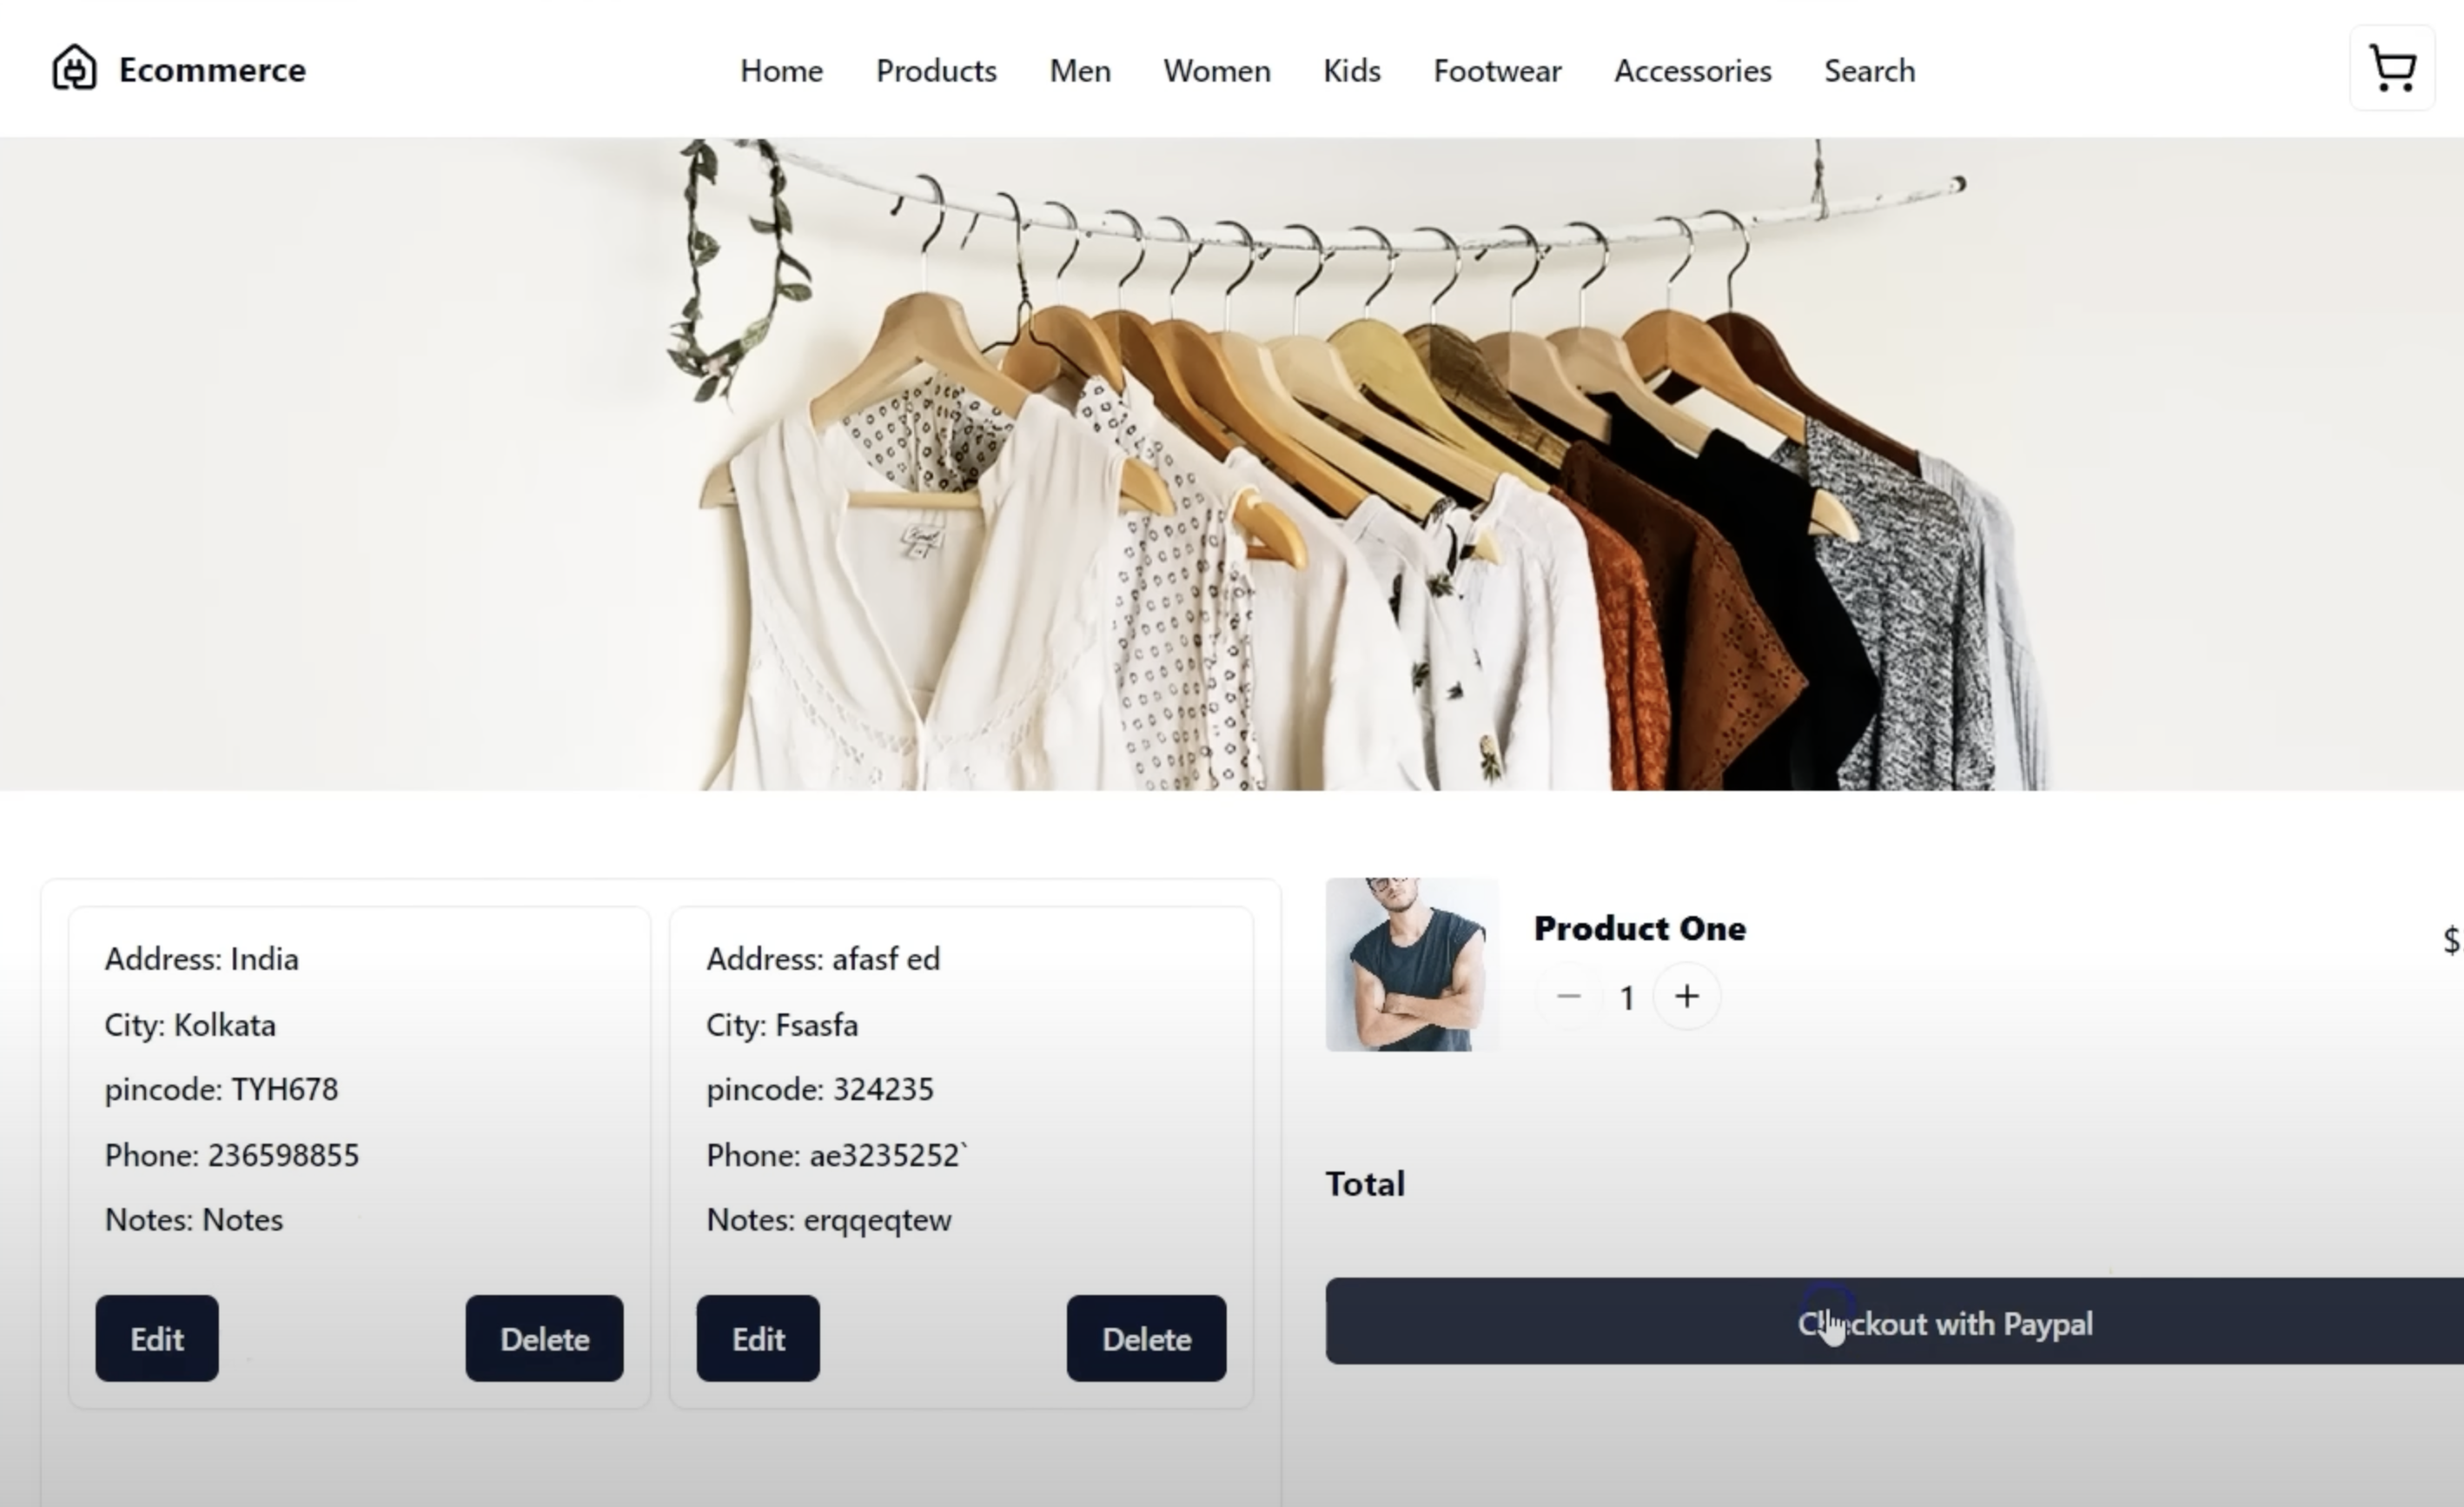 Ecommerce
Home Products Men Women Kids Footwear Accessories Search
Address: India
City: Kolkata
pincode: TYH678
Phone: 236598855
Notes: Notes
Edit Delete
Address: afasf ed
City: Fsasfa
pincode: 324235
Phone: ae3235252`
Notes: erqqeqtew
Edit Delete
Product One
$
− 1 +
Total
Checkout with Paypal